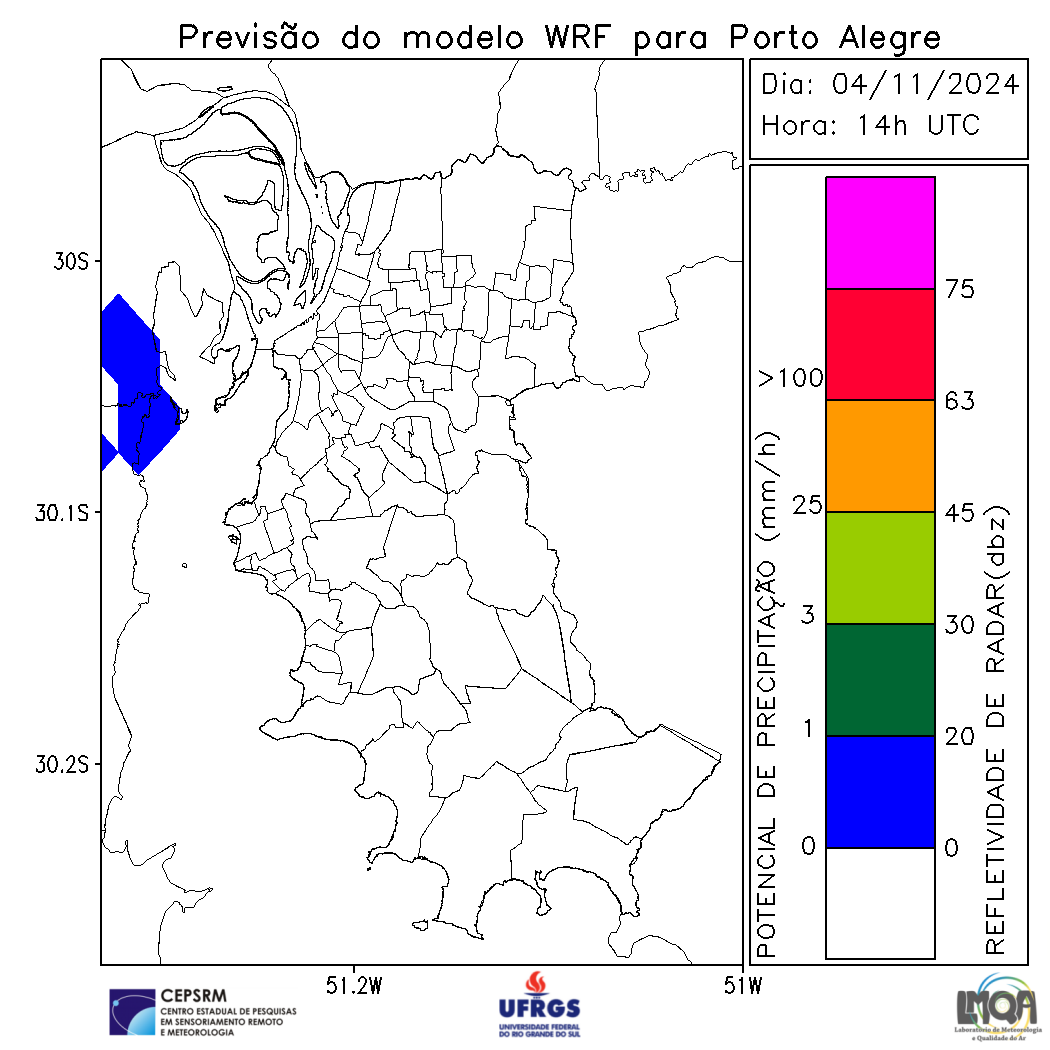 Previsão do modelo WRF para Porto Alegre
Dia: 04/11/2024
Hora: 14h UTC
30S
30.1S
30.2S
51.2W
51W
POTENCIAL DE PRECIPITAÇÃO (mm/h)
>100
25
3
1
0
75
63
45
30
20
0
REFLETIVIDADE DE RADAR(dbz)
CEPSRM
CENTRO ESTADUAL DE PESQUISAS
EM SENSORIAMENTO REMOTO
E METEOROLOGIA
UFRGS
UNIVERSIDADE FEDERAL
DO RIO GRANDE DO SUL
LMQA
Laboratório de Meteorologia
e Qualidade do Ar